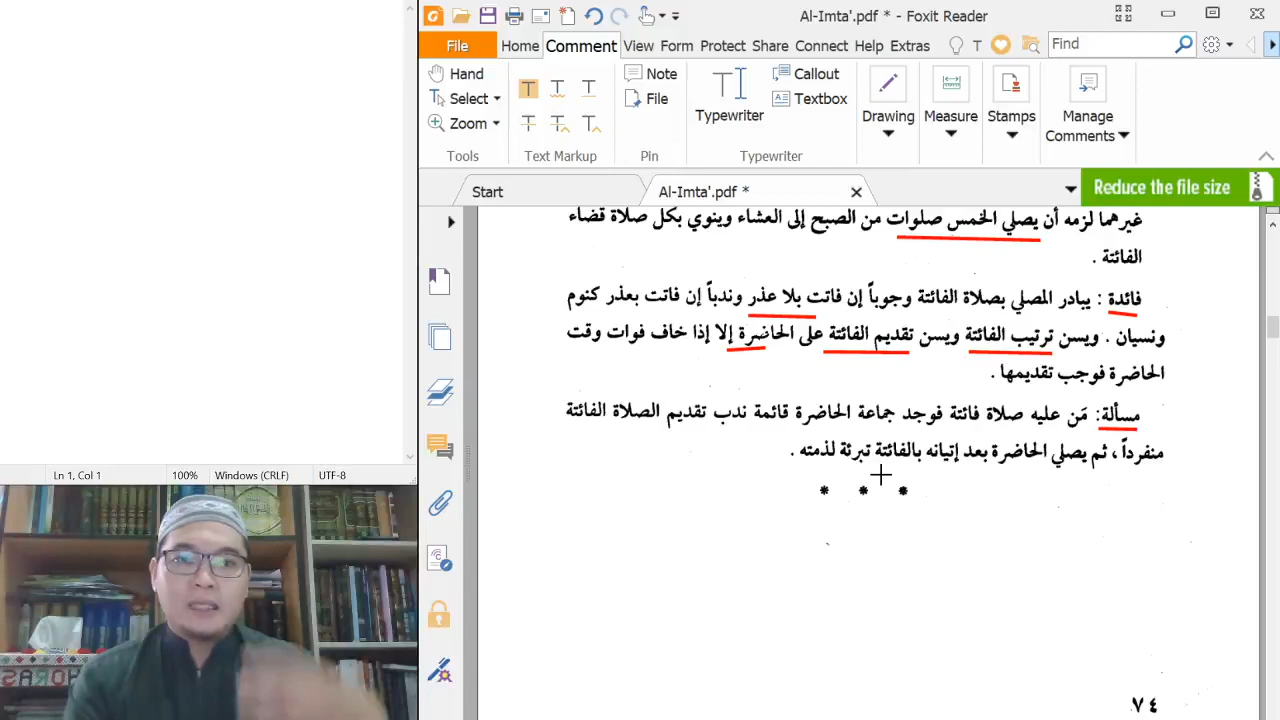 Al-Imta'.pdf * - Foxit Reader
File Home Comment View Form Protect Share Connect Help Extras
Find
Hand
Select
Zoom
Tools
Text Markup
Note
File
Pin
Typewriter
Callout
Textbox
Typewriter
Drawing
Measure
Stamps
Manage Comments
Start
Al-Imta'.pdf *
Reduce the file size
غيرهما لزمه أن يصلي الخمس صلوات من الصبح إلى العشاء وينوي بكل صلاة قضاء
الفائتة .
فائدة : يبادر المصلي بصلاة الفائتة وجوباً إن فاتت بلا عذر وندباً إن فاتت بعذر كنوم
ونسيان . ويسن ترتيب الفائتة ويسن تقديم الفائتة على الحاضرة إلا إذا خاف فوات وقت
الحاضرة فوجب تقديمها .
مسألة: مَن عليه صلاة فائتة فوجد جماعة الحاضرة قائمة ندب تقديم الصلاة الفائتة
منفرداً ، ثم يصلي الحاضرة بعد إتيانه بالفائتة تبرئة لذمته .
* * *
٧٤
Ln 1, Col 1 100% Windows (CRLF) UTF-8
HORAS